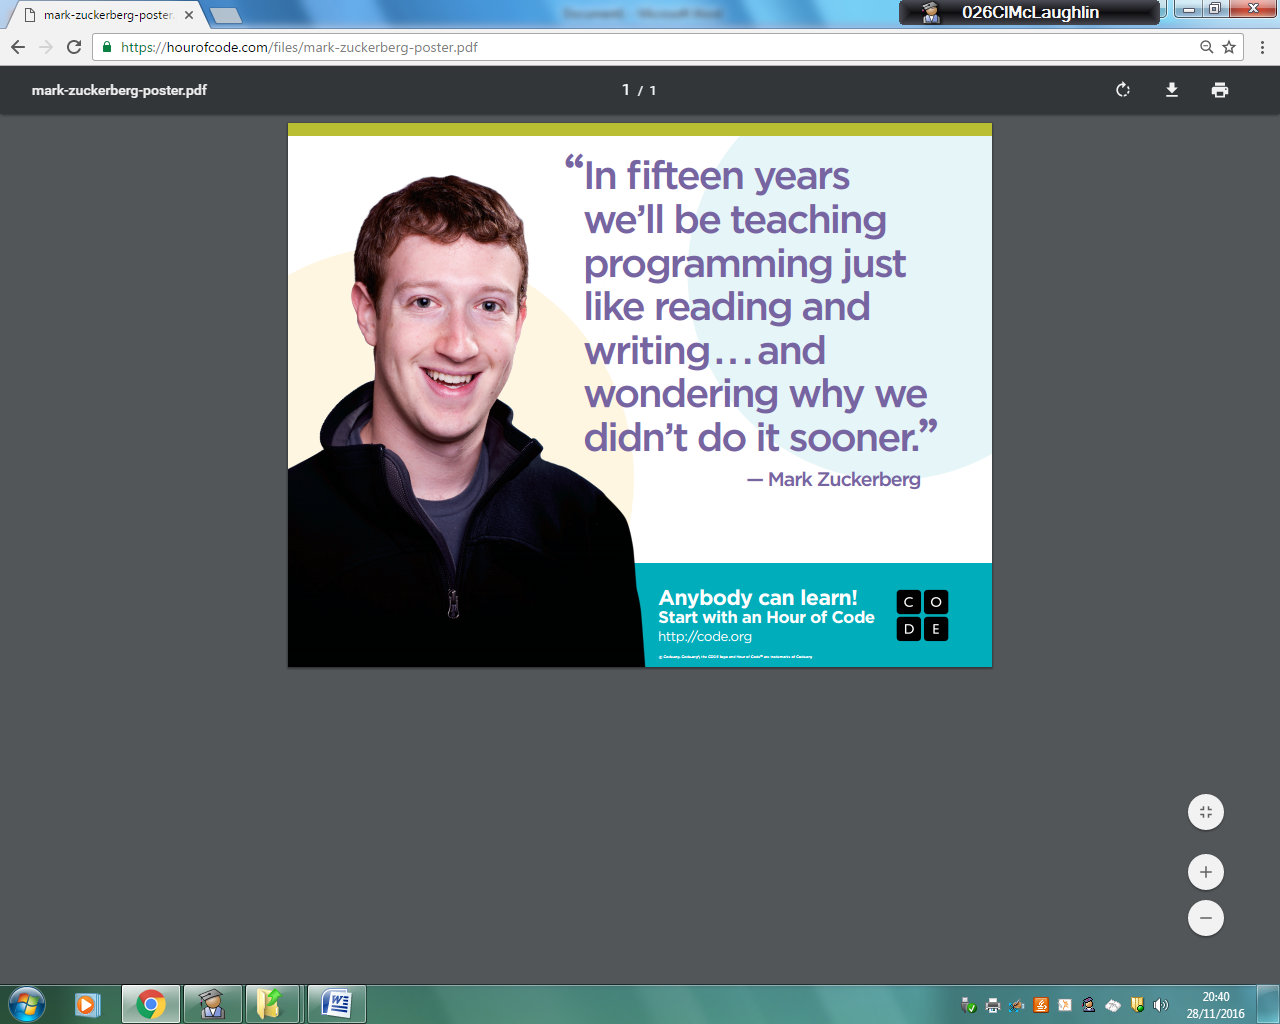 mark-zuckerberg-poster.
026ClMcLaughlin
https://hourofcode.com/files/mark-zuckerberg-poster.pdf
mark-zuckerberg-poster.pdf
1 / 1
“In fifteen years
we’ll be teaching
programming just
like reading and
writing...and
wondering why we
didn’t do it sooner.”
— Mark Zuckerberg
Anybody can learn!
Start with an Hour of Code
http://code.org
C O
D E
20:40
28/11/2016